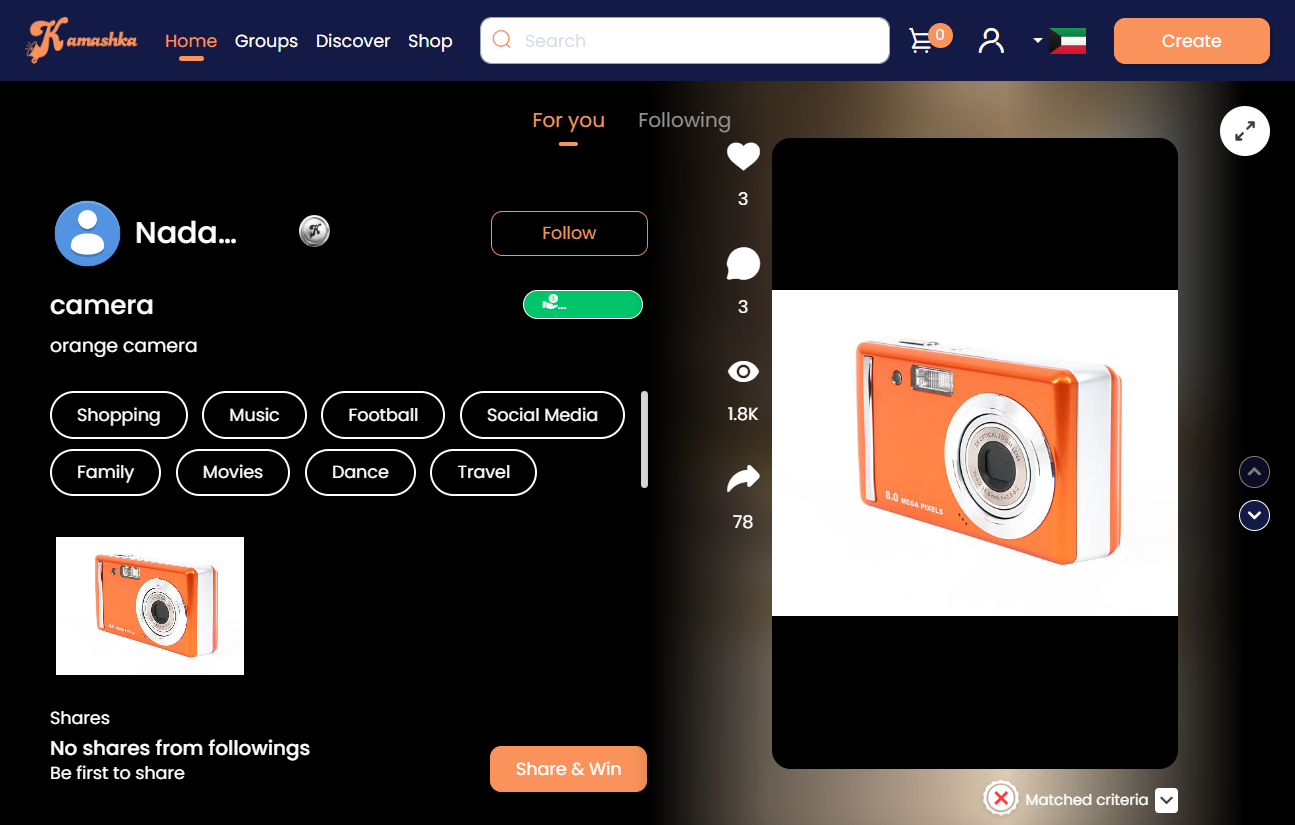 Kamashka
Home Groups Discover Shop
Search
0
Create
For you Following
Nada...
Follow
camera
...
orange camera
Shopping Music Football Social Media
Family Movies Dance Travel
3
3
1.8K
78
8.0 MEGA PIXELS
Shares
No shares from followings
Be first to share
Share & Win
Matched criteria